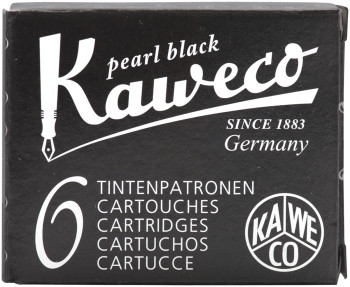 pearl black
Kaweco
SINCE 1883
Germany
6
TINTENPATRONEN
CARTOUCHES
CARTRIDGES
CARTUCHOS
CARTUCCE
KA WE
CO